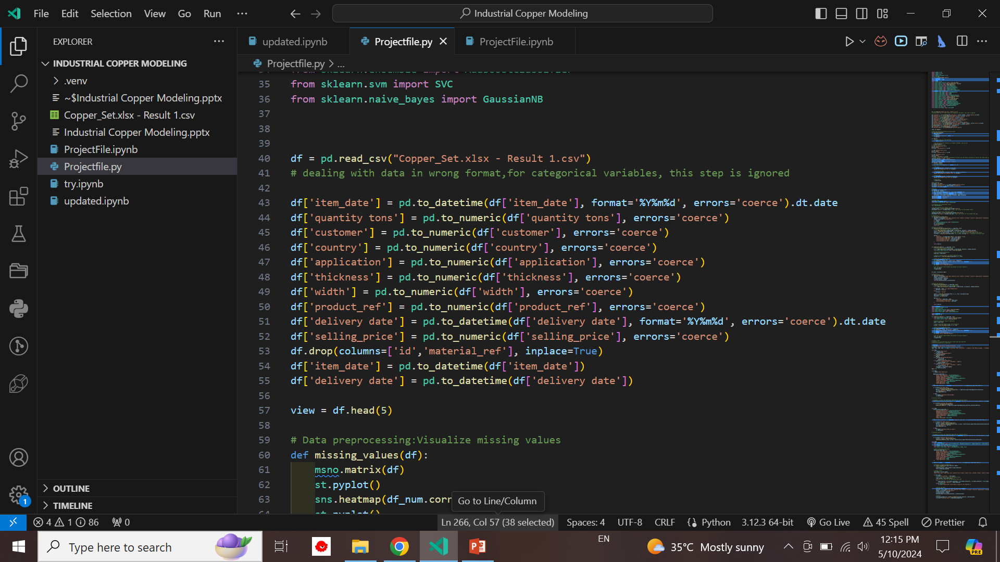 File Edit Selection View Go Run ...
Industrial Copper Modeling
EXPLORER
INDUSTRIAL COPPER MODELING
.venv
~$Industrial Copper Modeling.pptx
Copper_Set.xlsx - Result 1.csv
Industrial Copper Modeling.pptx
ProjectFile.ipynb
Projectfile.py
try.ipynb
updated.ipynb
OUTLINE
TIMELINE
updated.ipynb Projectfile.py ProjectFile.ipynb
Projectfile.py > ...
35 from sklearn.svm import SVC
36 from sklearn.naive_bayes import GaussianNB
37
38
39
40 df = pd.read_csv("Copper_Set.xlsx - Result 1.csv")
41 # dealing with data in wrong format,for categorical variables, this step is ignored
42
43 df['item_date'] = pd.to_datetime(df['item_date'], format='%Y%m%d', errors='coerce').dt.date
44 df['quantity tons'] = pd.to_numeric(df['quantity tons'], errors='coerce')
45 df['customer'] = pd.to_numeric(df['customer'], errors='coerce')
46 df['country'] = pd.to_numeric(df['country'], errors='coerce')
47 df['application'] = pd.to_numeric(df['application'], errors='coerce')
48 df['thickness'] = pd.to_numeric(df['thickness'], errors='coerce')
49 df['width'] = pd.to_numeric(df['width'], errors='coerce')
50 df['product_ref'] = pd.to_numeric(df['product_ref'], errors='coerce')
51 df['delivery date'] = pd.to_datetime(df['delivery date'], format='%Y%m%d', errors='coerce').dt.date
52 df['selling_price'] = pd.to_numeric(df['selling_price'], errors='coerce')
53 df.drop(columns=['id','material_ref'], inplace=True)
54 df['item_date'] = pd.to_datetime(df['item_date'])
55 df['delivery date'] = pd.to_datetime(df['delivery date'])
56
57 view = df.head(5)
58
59 # Data preprocessing:Visualize missing values
60 def missing_values(df):
61 msno.matrix(df)
62 st.pyplot()
63 sns.heatmap(df_num.corr
Go to Line/Column
4 1 86 0
Ln 266, Col 57 (38 selected) Spaces: 4 UTF-8 CRLF Python 3.12.3 64-bit Go Live 45 Spell Prettier
1
Type here to search
EN
35°C Mostly sunny
12:15 PM
5/10/2024
PRE